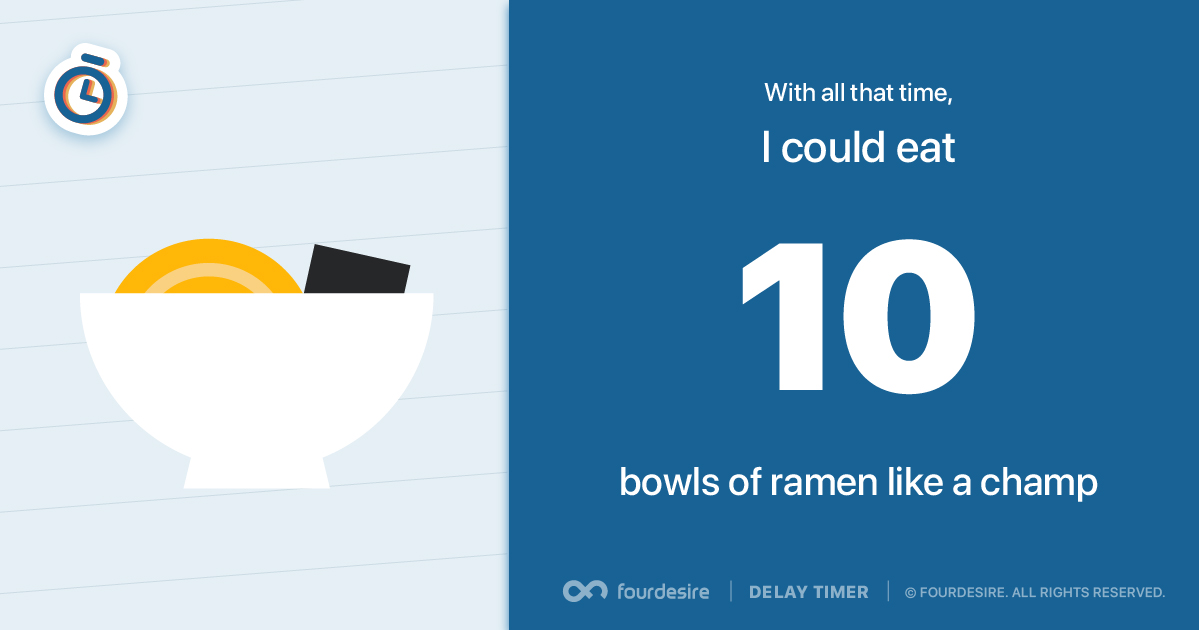 With all that time,
I could eat
10
bowls of ramen like a champ
fourdesire | DELAY TIMER | © FOURDESIRE. ALL RIGHTS RESERVED.